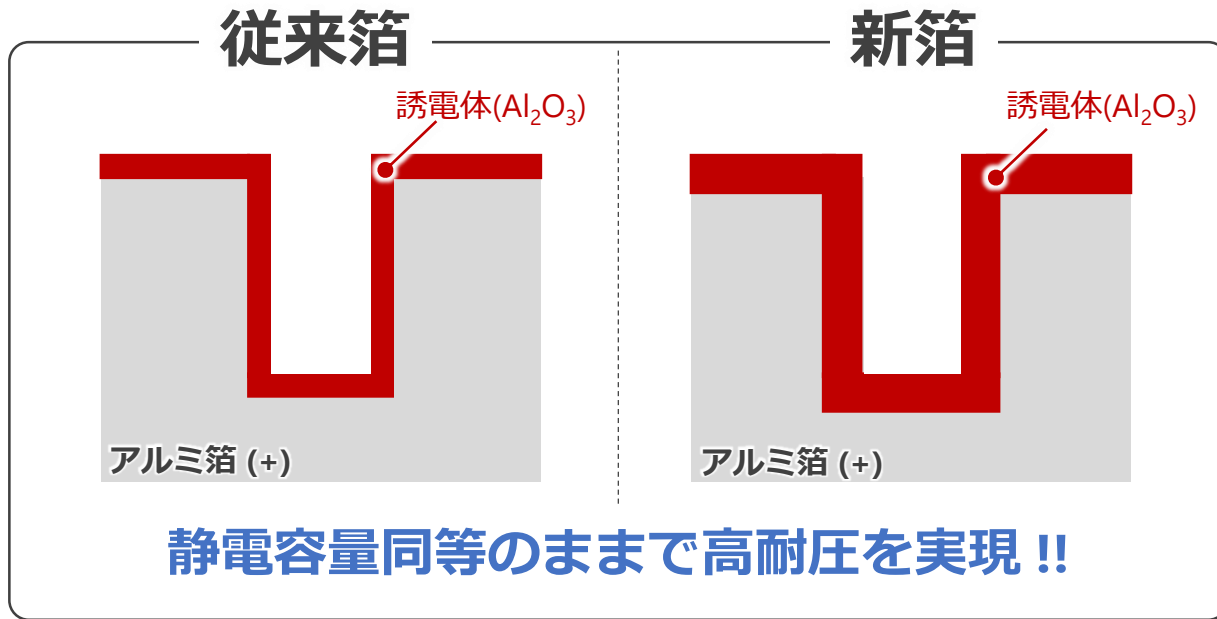 従来箔
新箔
誘電体(Al₂O₃)
誘電体(Al₂O₃)
アルミ箔 (+)
アルミ箔 (+)
静電容量同等のままで高耐圧を実現 !!